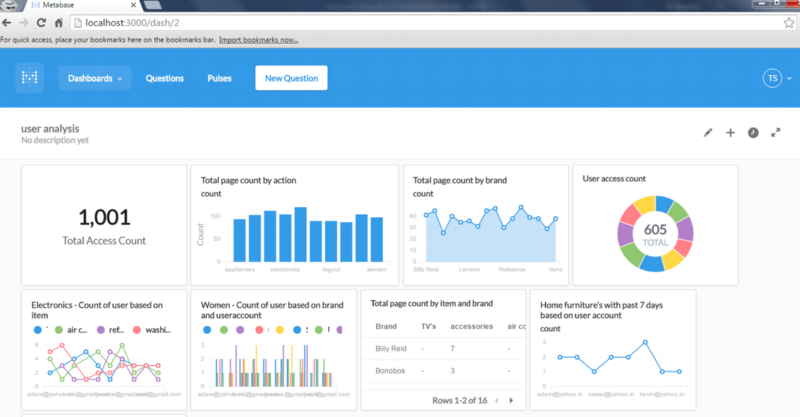 Metabase
localhost:3000/dash/2
For quick access, place your bookmarks here on the bookmarks bar. Import bookmarks now...
Dashboards Questions Pulses New Question TS
user analysis
No description yet
1,001
Total Access Count
Total page count by action
count
100
50
0
Count
appliances electronics logout women
Total page count by brand
count
40
30
20
10
0
Billy Reid Lenovo Reliance Vans
User access count
605
TOTAL
Electronics - Count of user based on
item
air c... ref... washi...
6
4
2
0
Women - Count of user based on brand
and useraccount
3
2
1
0
Total page count by item and brand
Brand TV's accessories air cc
Billy Reid - 7 -
Bonobos - 3 -
Rows 1-2 of 16
Home furniture's with past 7 days
based on user account
count
3
2
1
0
adam@yahoo.in kevin@yahoo.in